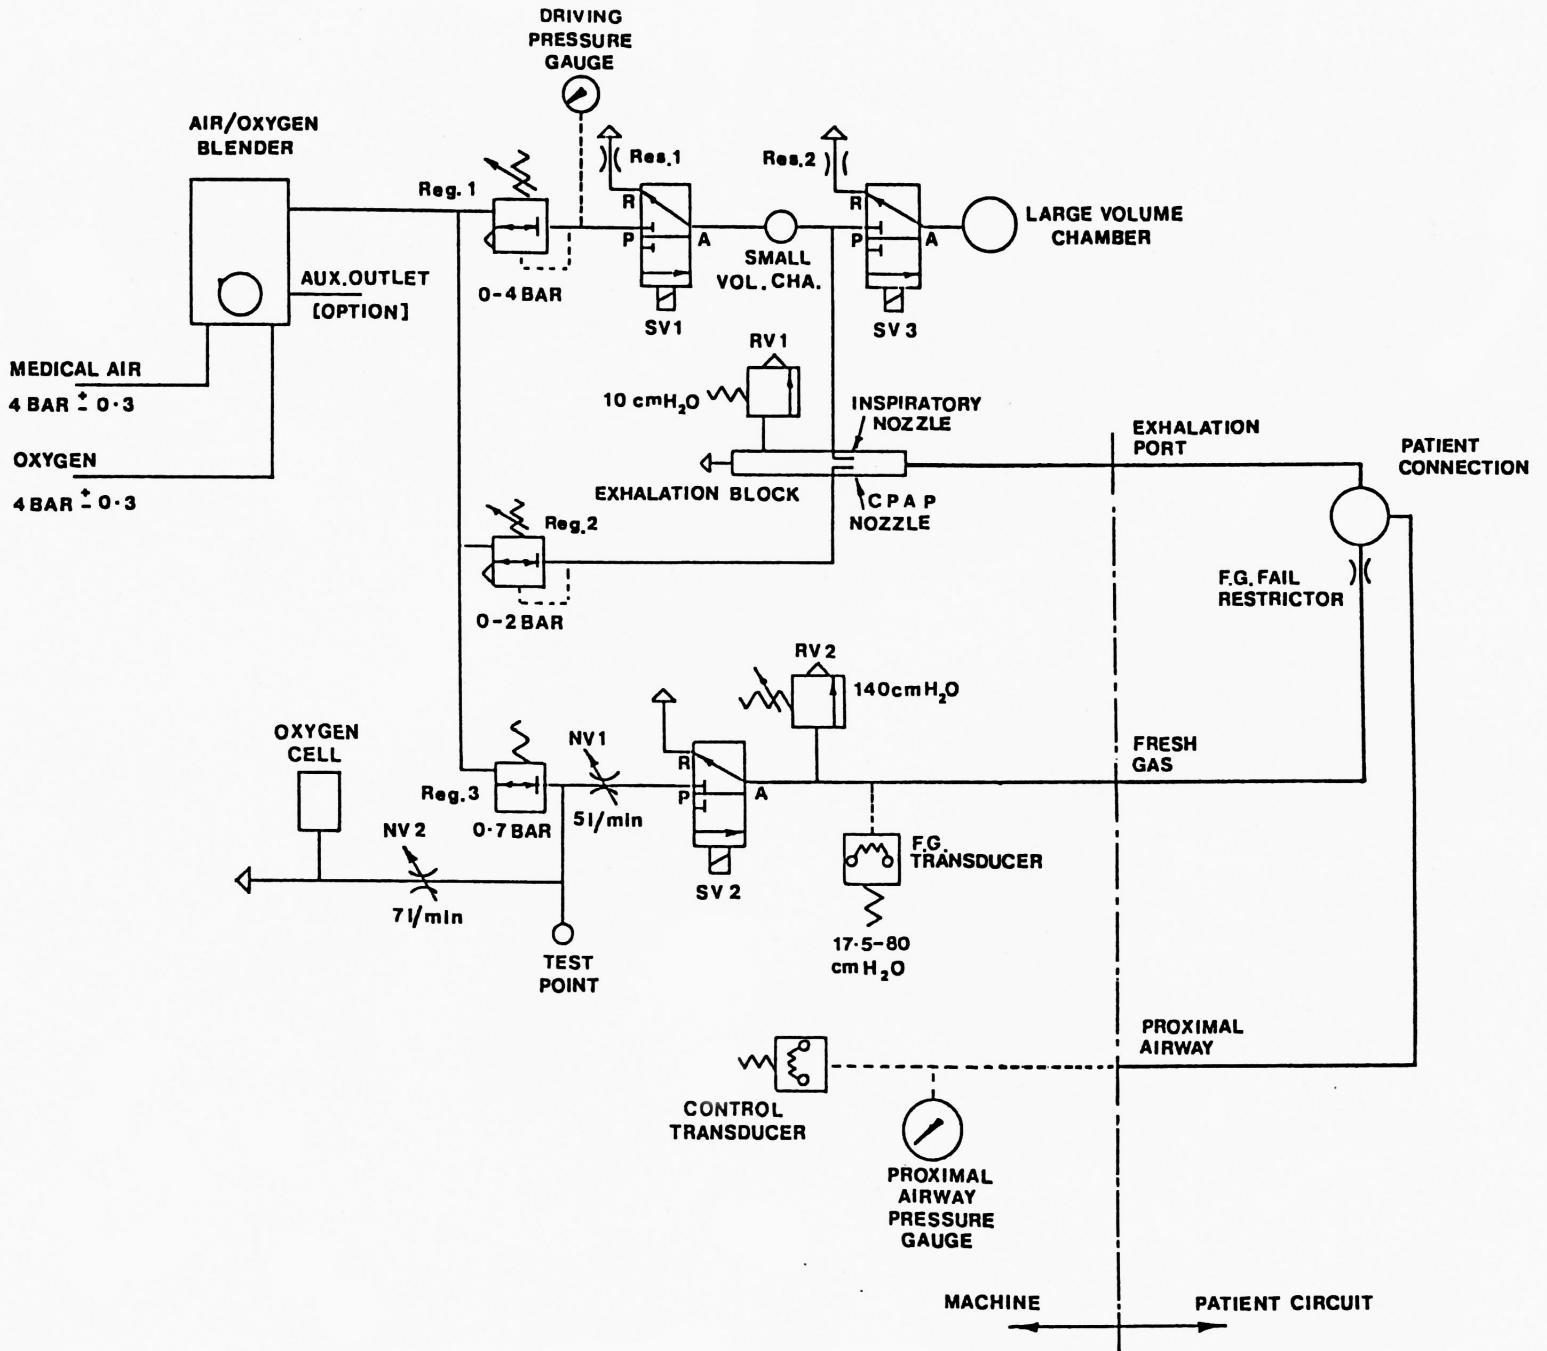 DRIVING
PRESSURE
GAUGE
AIR/OXYGEN
BLENDER
Reg. 1
Res.1
Res.2
R
P
A
R
P
A
LARGE VOLUME
CHAMBER
SMALL
VOL. CHA.
0-4 BAR
SV1
SV3
AUX.OUTLET
[OPTION]
MEDICAL AIR
4 BAR ± 0·3
OXYGEN
4 BAR ± 0·3
RV1
10 cmH₂O
INSPIRATORY
NOZZLE
EXHALATION BLOCK
CPAP
NOZZLE
EXHALATION
PORT
PATIENT
CONNECTION
Reg.2
0-2 BAR
F.G. FAIL
RESTRICTOR
RV2
140cmH₂O
OXYGEN
CELL
Reg.3
0·7 BAR
NV1
5l/min
R
P
A
SV2
FRESH
GAS
NV2
7l/min
TEST
POINT
F.G.
TRANSDUCER
17·5-80
cmH₂O
PROXIMAL
AIRWAY
CONTROL
TRANSDUCER
PROXIMAL
AIRWAY
PRESSURE
GAUGE
MACHINE
PATIENT CIRCUIT